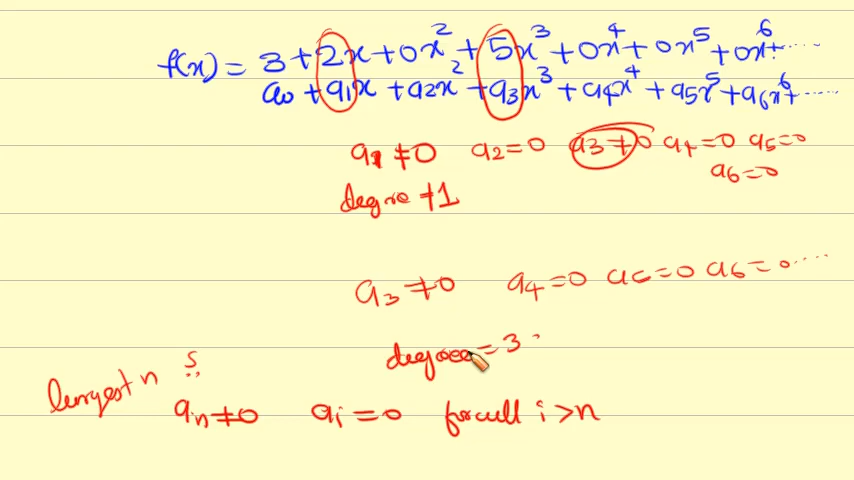 f(x) = 3 + 2x + 0x² + 5x³ + 0x⁴ + 0x⁵ + 0x⁶ + ....
a₀ + a₁x + a₂x² + a₃x³ + a₄x⁴ + a₅x⁵ + a₆x⁶ + .....
a₁ ≠ 0 a₂ = 0 a₃ ≠ 0 a₄ = 0 a₅ = 0
a₆ = 0
degree ≠ 1
a₃ ≠ 0 a₄ = 0 a₅ = 0 a₆ = 0 ....
degree = 3
largest n
aₙ ≠ 0 aᵢ = 0 for all i > n